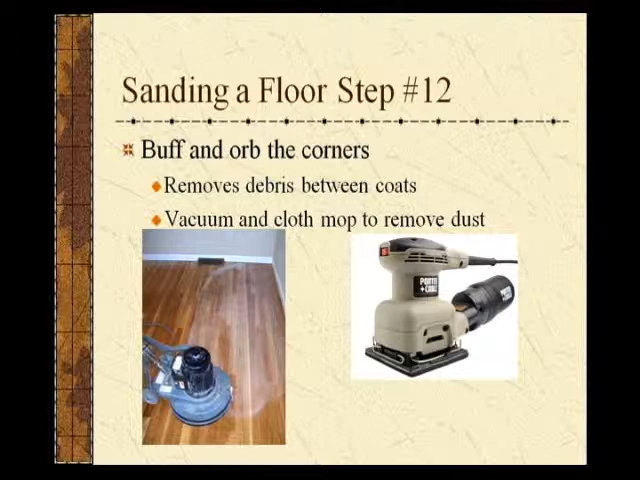 Sanding a Floor Step #12
Buff and orb the corners
Removes debris between coats
Vacuum and cloth mop to remove dust
PORTER
+CABLE